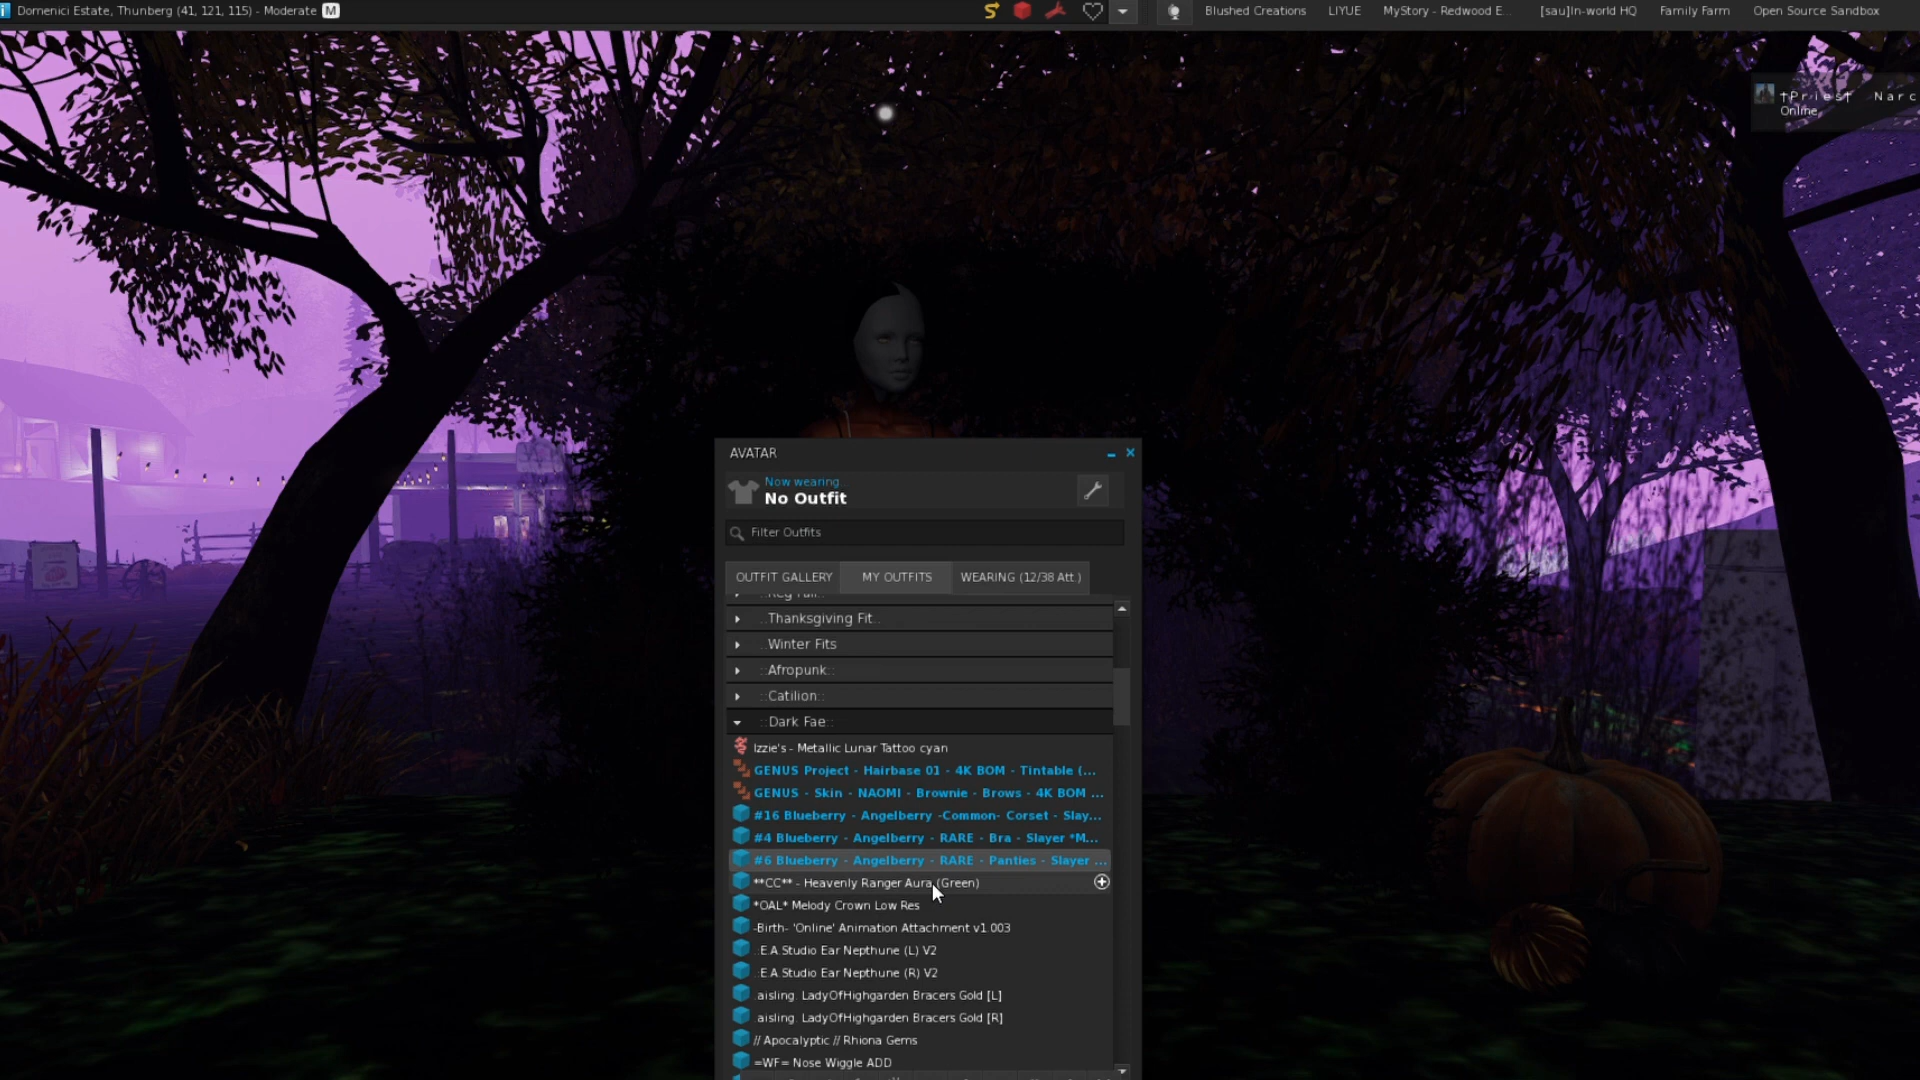 Domenici Estate, Thunberg (41, 121, 115) - Moderate M
Blushed Creations LIYUE MyStory - Redwood E... [sau]In-world HQ Family Farm Open Source Sandbox
†Priest† Narc
Online
AVATAR
Now wearing...
No Outfit
Filter Outfits
OUTFIT GALLERY MY OUTFITS WEARING (12/38 Att.)
::Reg Fall::
..Thanksgiving Fit..
..Winter Fits
::Afropunk::
::Catilion::
::Dark Fae::
Izzie's - Metallic Lunar Tattoo cyan
GENUS Project - Hairbase 01 - 4K BOM - Tintable (...
GENUS - Skin - NAOMI - Brownie - Brows - 4K BOM ...
#16 Blueberry - Angelberry -Common- Corset - Slay...
#4 Blueberry - Angelberry - RARE - Bra - Slayer *M...
#6 Blueberry - Angelberry - RARE - Panties - Slayer ...
**CC** - Heavenly Ranger Aura (Green)
*OAL* Melody Crown Low Res
-Birth- 'Online' Animation Attachment v1.003
.:E.A.Studio Ear Nepthune (L) V2
.:E.A.Studio Ear Nepthune (R) V2
.aisling. LadyOfHighgarden Bracers Gold [L]
.aisling. LadyOfHighgarden Bracers Gold [R]
// Apocalyptic // Rhiona Gems
=WF= Nose Wiggle ADD